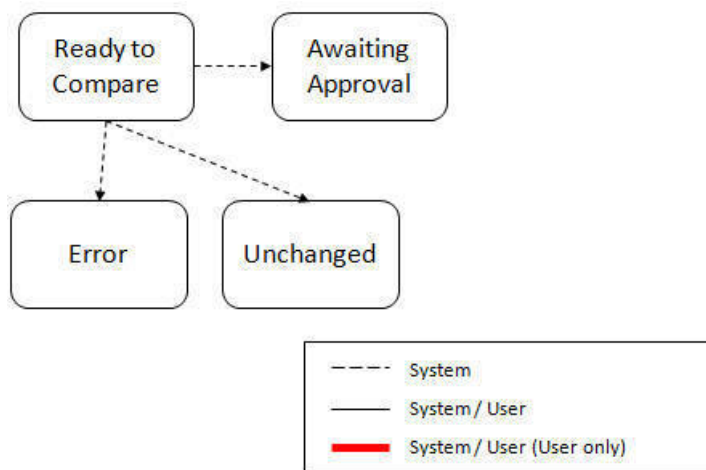 Ready to
Compare
Awaiting
Approval
Error
Unchanged
System
System / User
System / User (User only)